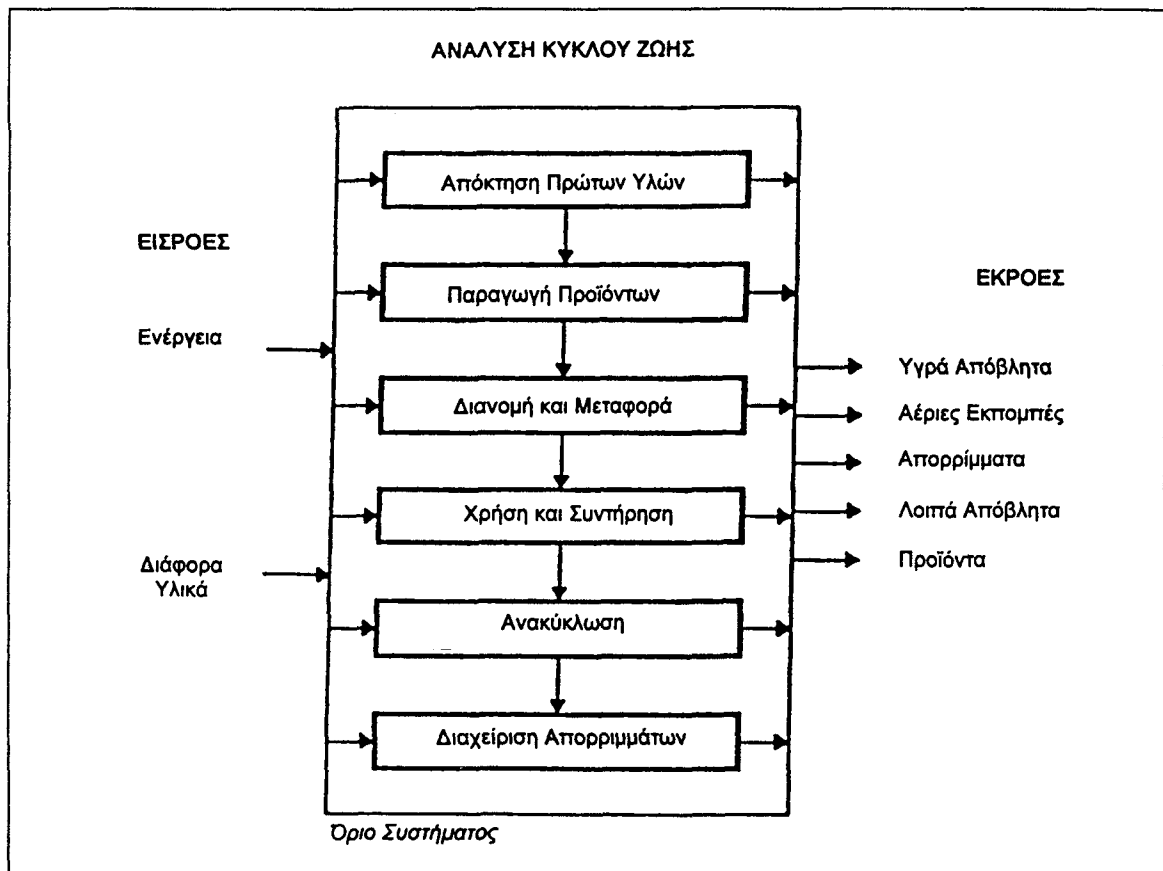 ΑΝΑΛΥΣΗ ΚΥΚΛΟΥ ΖΩΗΣ
Απόκτηση Πρώτων Υλών
ΕΙΣΡΟΕΣ
Παραγωγή Προϊόντων
ΕΚΡΟΕΣ
Ενέργεια
Υγρά Απόβλητα
Διανομή και Μεταφορά
Αέριες Εκπομπές
Απορρίμματα
Χρήση και Συντήρηση
Λοιπά Απόβλητα
Προϊόντα
Διάφορα
Υλικά
Ανακύκλωση
Διαχείριση Απορριμμάτων
Όριο Συστήματος